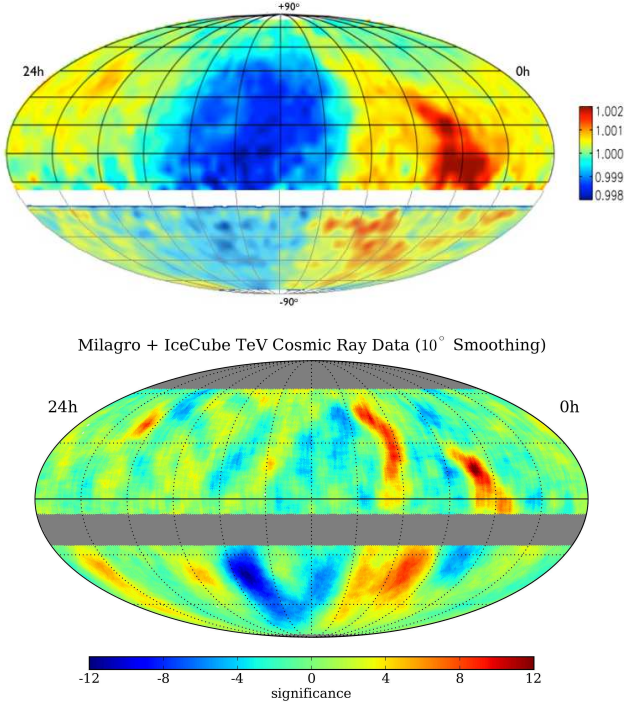 +90°
24h
0h
1.002
1.001
1.000
0.999
0.998
-90°
Milagro + IceCube TeV Cosmic Ray Data (10° Smoothing)
24h
0h
-12 -8 -4 0 4 8 12
significance